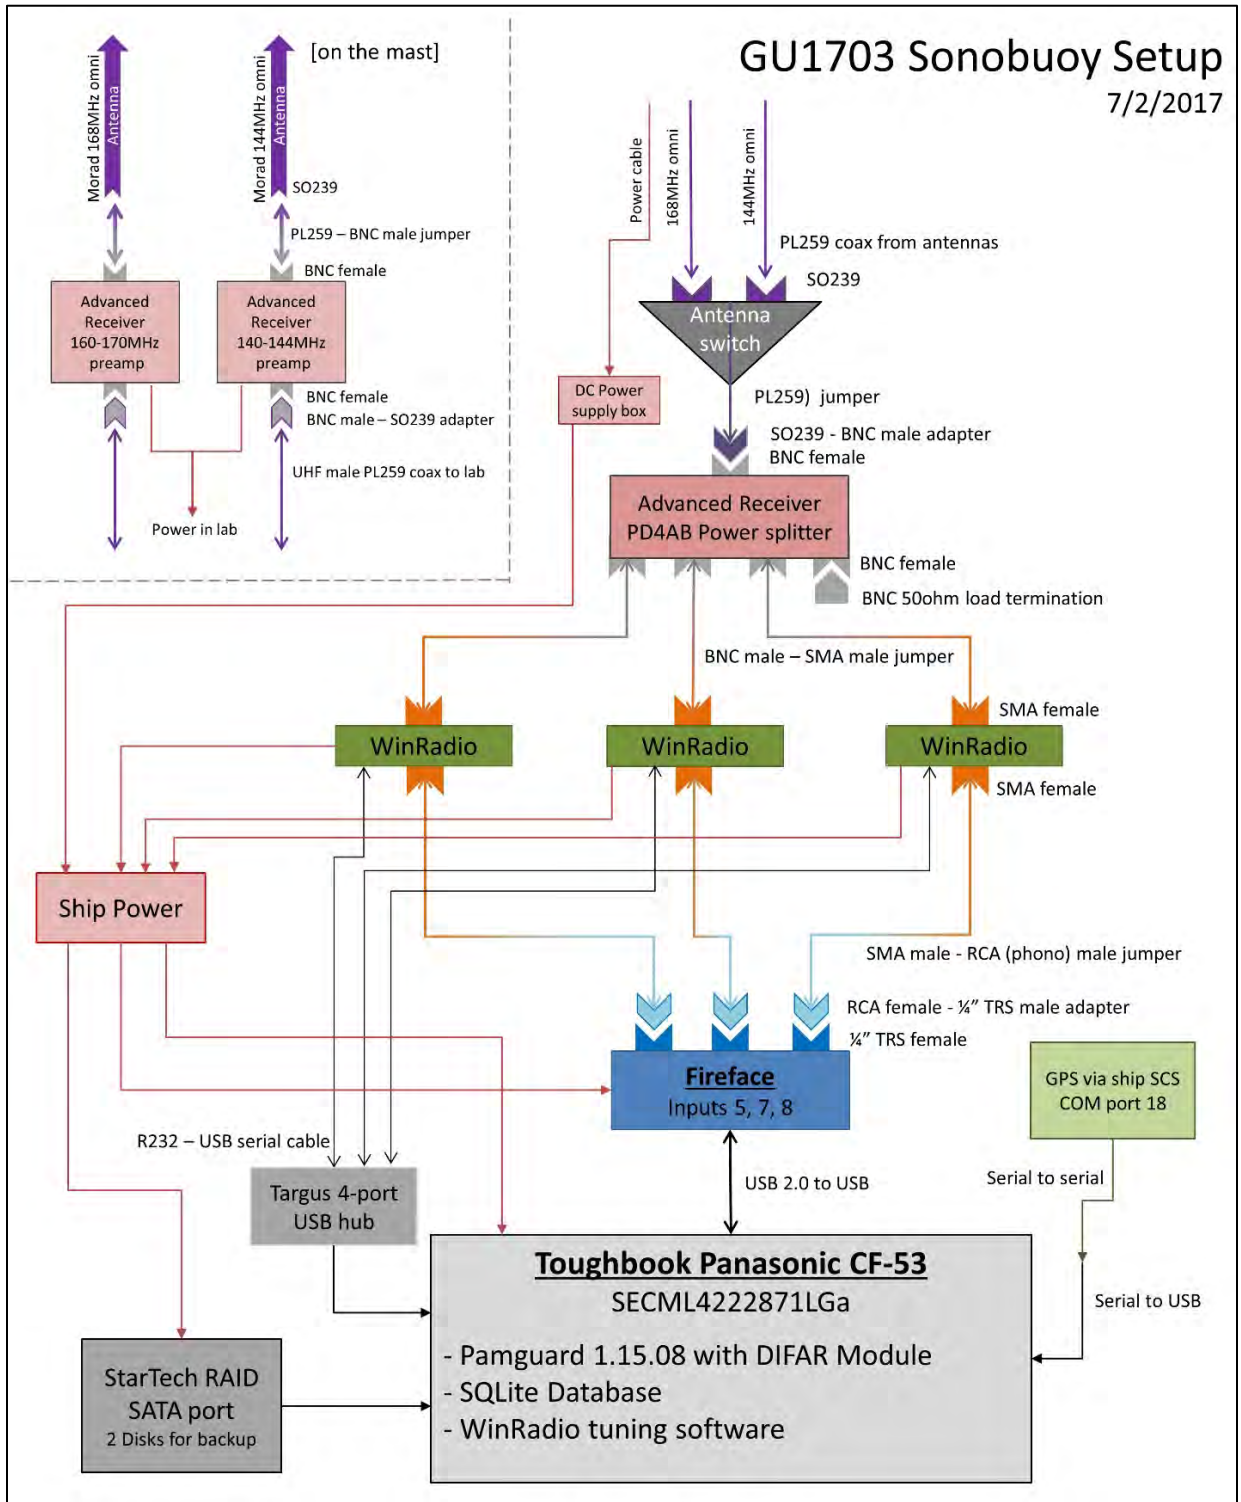 GU1703 Sonobuoy Setup
7/2/2017
[on the mast]
Morad 168MHz omni
Antenna
Morad 144MHz omni
Antenna
SO239
PL259 – BNC male jumper
BNC female
Advanced
Receiver
160-170MHz
preamp
Advanced
Receiver
140-144MHz
preamp
BNC female
BNC male – SO239 adapter
UHF male PL259 coax to lab
Power in lab
Power cable
168MHz omni
144MHz omni
PL259 coax from antennas
SO239
Antenna
switch
DC Power
supply box
PL259) jumper
SO239 - BNC male adapter
BNC female
Advanced Receiver
PD4AB Power splitter
BNC female
BNC 50ohm load termination
BNC male – SMA male jumper
SMA female
WinRadio
WinRadio
WinRadio
SMA female
Ship Power
SMA male - RCA (phono) male jumper
RCA female - ¼” TRS male adapter
¼” TRS female
Fireface
Inputs 5, 7, 8
GPS via ship SCS
COM port 18
R232 – USB serial cable
Targus 4-port
USB hub
USB 2.0 to USB
Serial to serial
Serial to USB
Toughbook Panasonic CF-53
SECML4222871LGa
- Pamguard 1.15.08 with DIFAR Module
- SQLite Database
- WinRadio tuning software
StarTech RAID
SATA port
2 Disks for backup